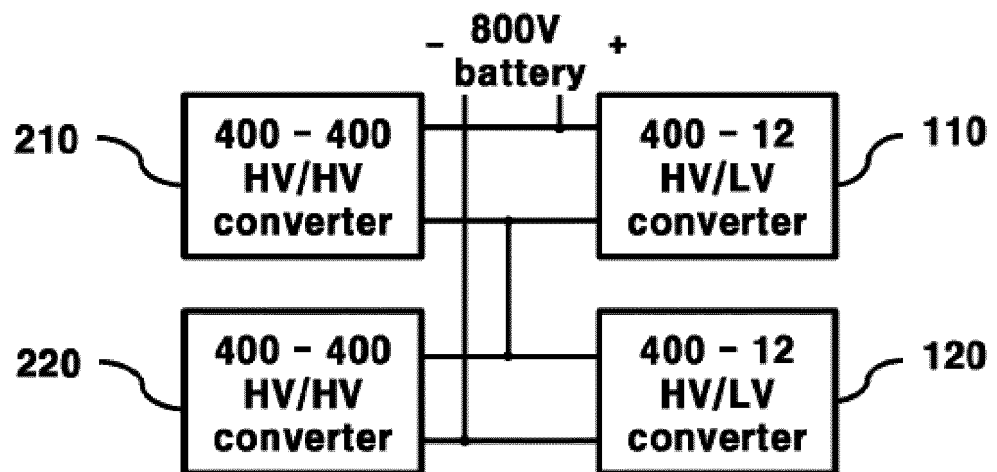 - 800V +
battery
210
400 - 400
HV/HV
converter
400 - 12
HV/LV
converter
110
220
400 - 400
HV/HV
converter
400 - 12
HV/LV
converter
120